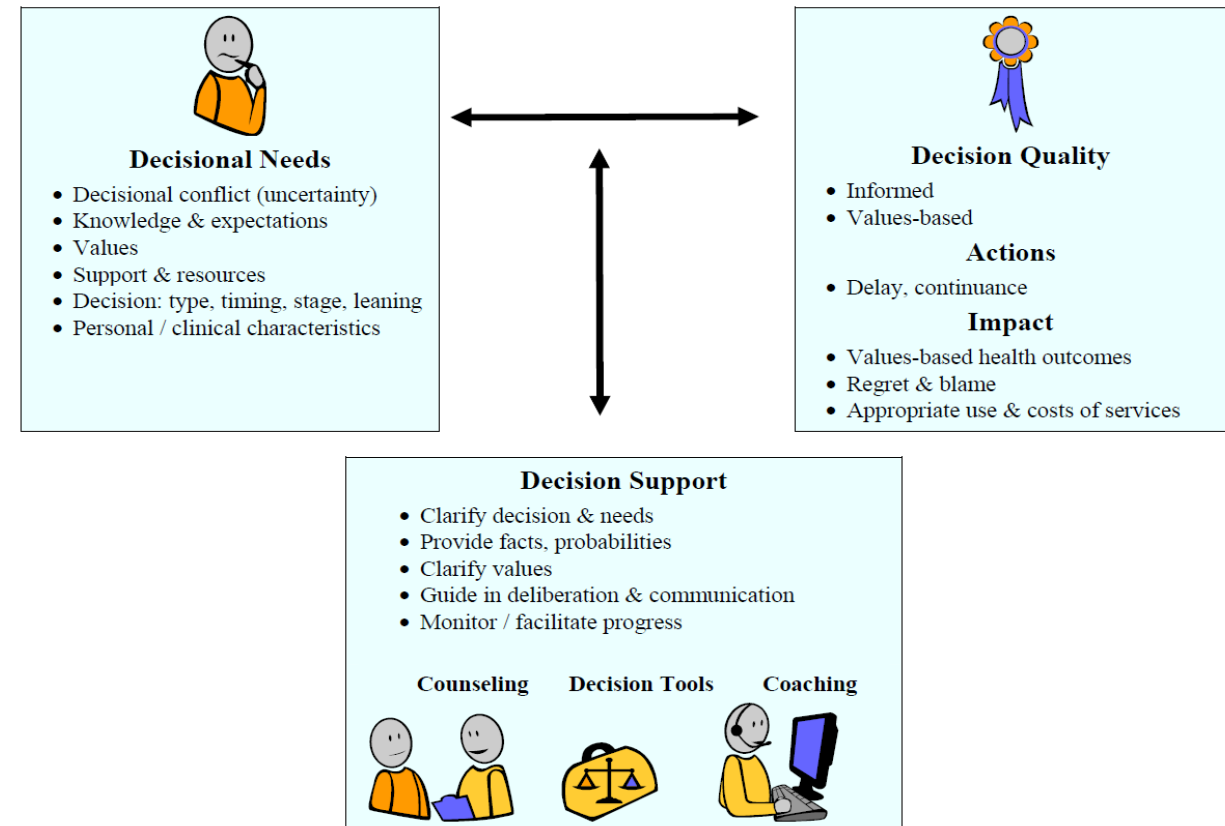 Decisional Needs
• Decisional conflict (uncertainty)
• Knowledge & expectations
• Values
• Support & resources
• Decision: type, timing, stage, leaning
• Personal / clinical characteristics
Decision Quality
• Informed
• Values-based
Actions
• Delay, continuance
Impact
• Values-based health outcomes
• Regret & blame
• Appropriate use & costs of services
Decision Support
• Clarify decision & needs
• Provide facts, probabilities
• Clarify values
• Guide in deliberation & communication
• Monitor / facilitate progress
Counseling Decision Tools Coaching